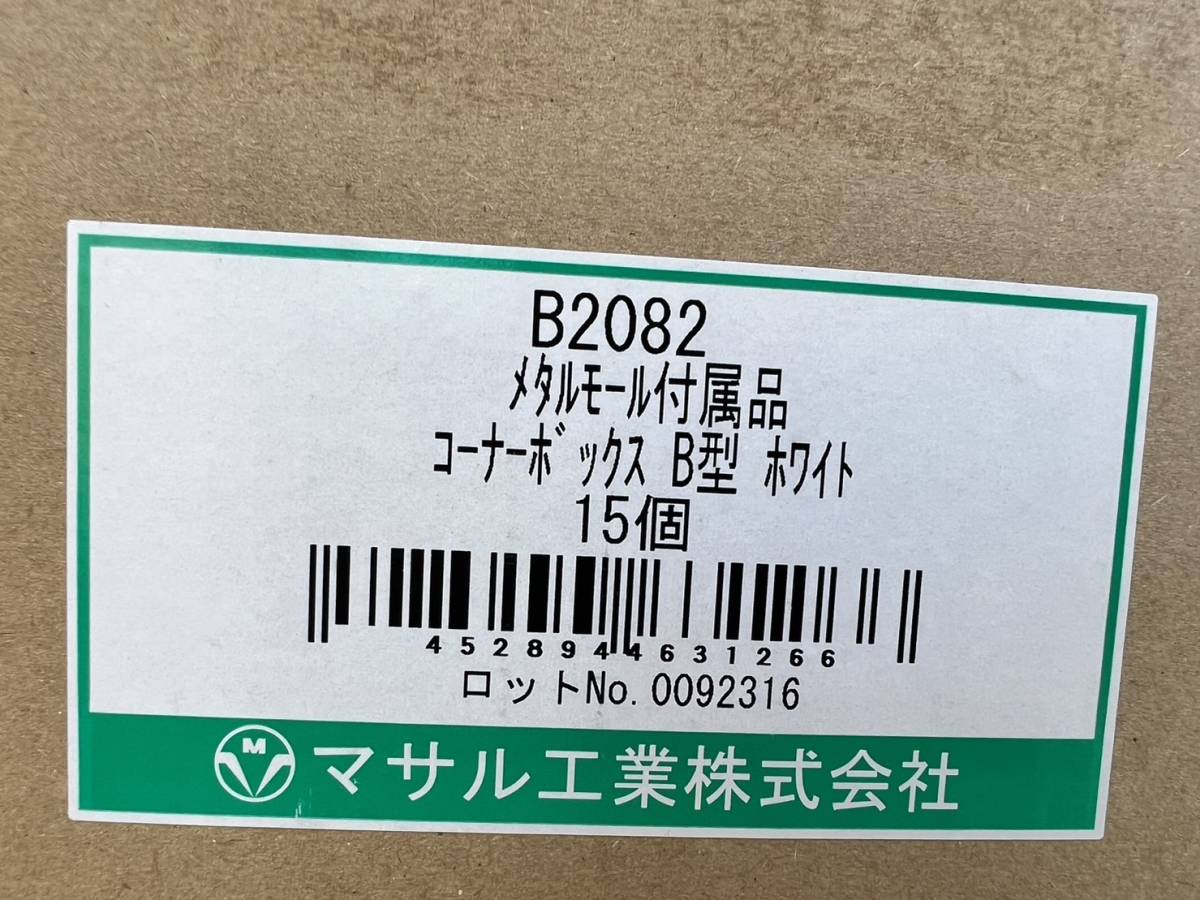 B2082
ﾒﾀﾙﾓｰﾙ付属品
ｺｰﾅｰﾎﾞｯｸｽ B型 ﾎﾜｲﾄ
15個
4528944631266
ロットNo.0092316
M マサル工業株式会社